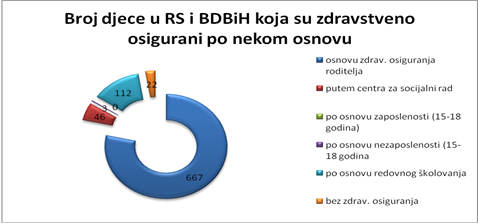 Broj djece u RS i BDBiH koja su zdravstveno
osigurani po nekom osnovu
osnovu zdrav. osiguranja
roditelja
putem centra za socijalni rad
po osnovu zaposlenosti (15-18
godina)
po osnovu nezaposlenosti (15-
18 godina
po osnovu redovnog školovanja
bez zdrav. osiguranja
22
112
3
0
46
667